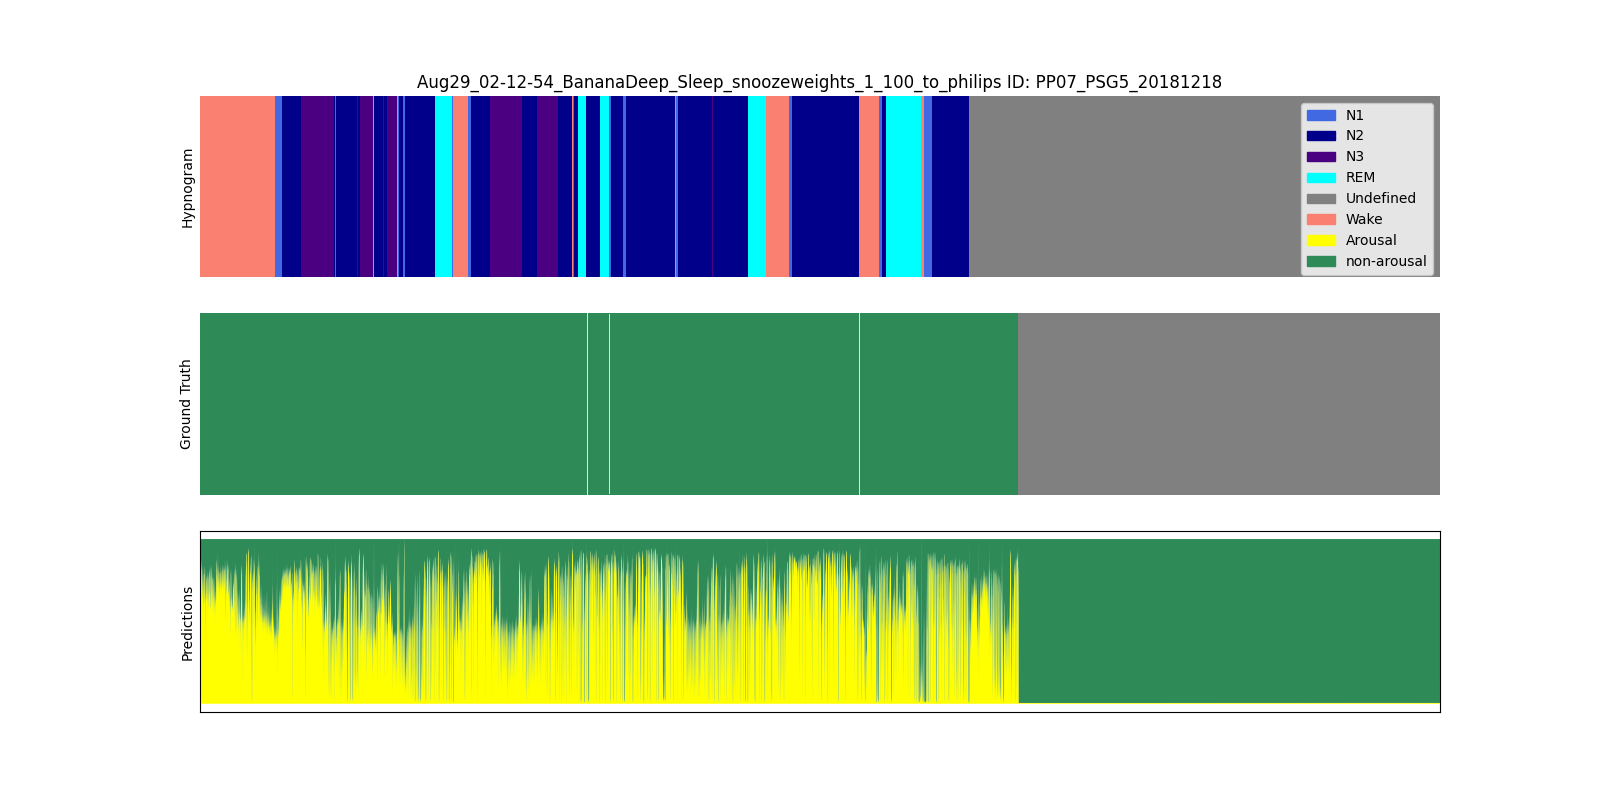 Aug29_02-12-54_BananaDeep_Sleep_snoozeweights_1_100_to_philips ID: PP07_PSG5_20181218
Hypnogram
N1
N2
N3
REM
Undefined
Wake
Arousal
non-arousal
Ground Truth
Predictions